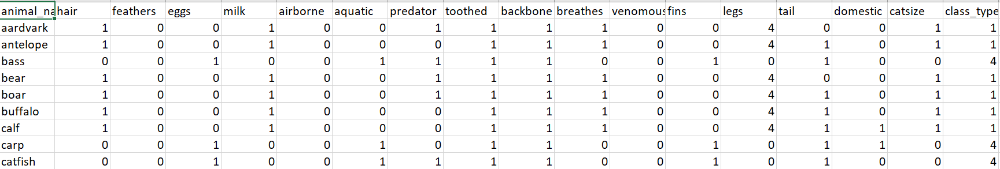 animal_na hair feathers eggs milk airborne aquatic predator toothed backbone breathes venomous fins legs tail domestic catsize class_type
aardvark 1 0 0 1 0 0 1 1 1 1 0 0 4 0 0 1 1
antelope 1 0 0 1 0 0 0 1 1 1 0 0 4 1 0 1 1
bass 0 0 1 0 0 1 1 1 1 0 0 1 0 1 0 0 4
bear 1 0 0 1 0 0 1 1 1 1 0 0 4 0 0 1 1
boar 1 0 0 1 0 0 1 1 1 1 0 0 4 1 0 1 1
buffalo 1 0 0 1 0 0 0 1 1 1 0 0 4 1 0 1 1
calf 1 0 0 1 0 0 0 1 1 1 0 0 4 1 1 1 1
carp 0 0 1 0 0 1 0 1 1 0 0 1 0 1 1 0 4
catfish 0 0 1 0 0 1 1 1 1 0 0 1 0 1 0 0 4